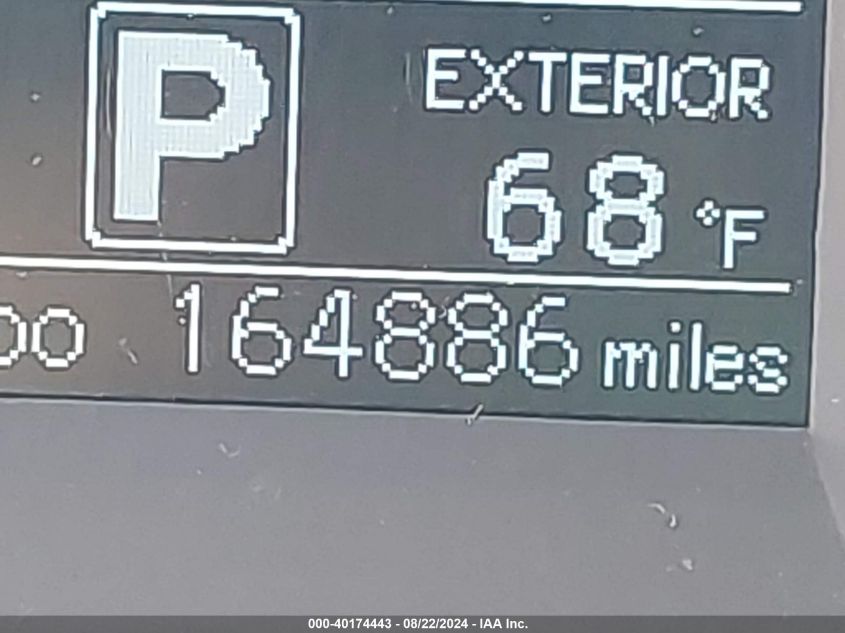 P
EXTERIOR
68 °F
164886 miles
000-40174443 - 08/22/2024 - IAA Inc.